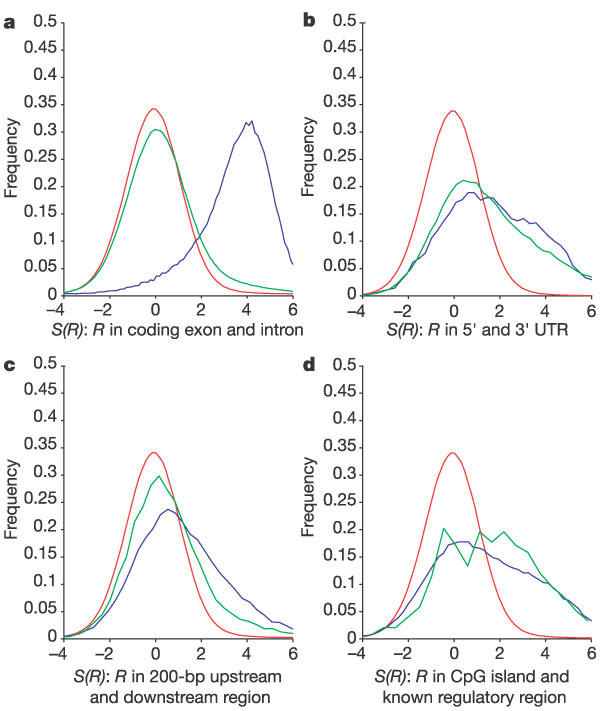 a
0.5
0.45
0.4
0.35
0.3
0.25
0.2
0.15
0.1
0.05
0
Frequency
−4 −2 0 2 4 6
S(R): R in coding exon and intron
b
0.5
0.45
0.4
0.35
0.3
0.25
0.2
0.15
0.1
0.05
0
Frequency
−4 −2 0 2 4 6
S(R): R in 5' and 3' UTR
c
0.5
0.45
0.4
0.35
0.3
0.25
0.2
0.15
0.1
0.05
0
Frequency
−4 −2 0 2 4 6
S(R): R in 200-bp upstream
and downstream region
d
0.5
0.45
0.4
0.35
0.3
0.25
0.2
0.15
0.1
0.05
0
Frequency
−4 −2 0 2 4 6
S(R): R in CpG island and
known regulatory region